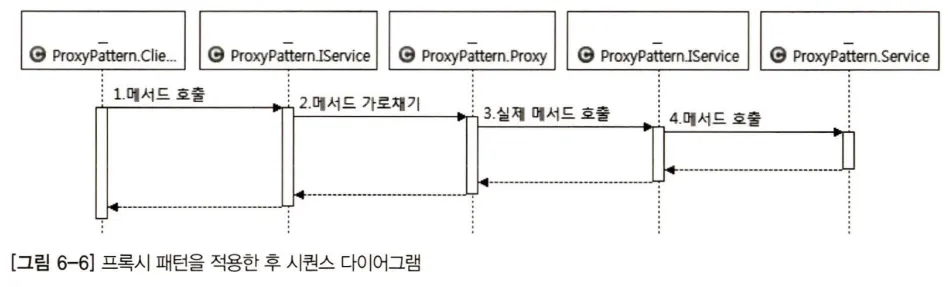 ProxyPattern.Clie...
ProxyPattern.IService
ProxyPattern.Proxy
ProxyPattern.IService
ProxyPattern.Service
1.메서드 호출
2.메서드 가로채기
3.실제 메서드 호출
4.메서드 호출
[그림 6-6] 프록시 패턴을 적용한 후 시퀀스 다이어그램